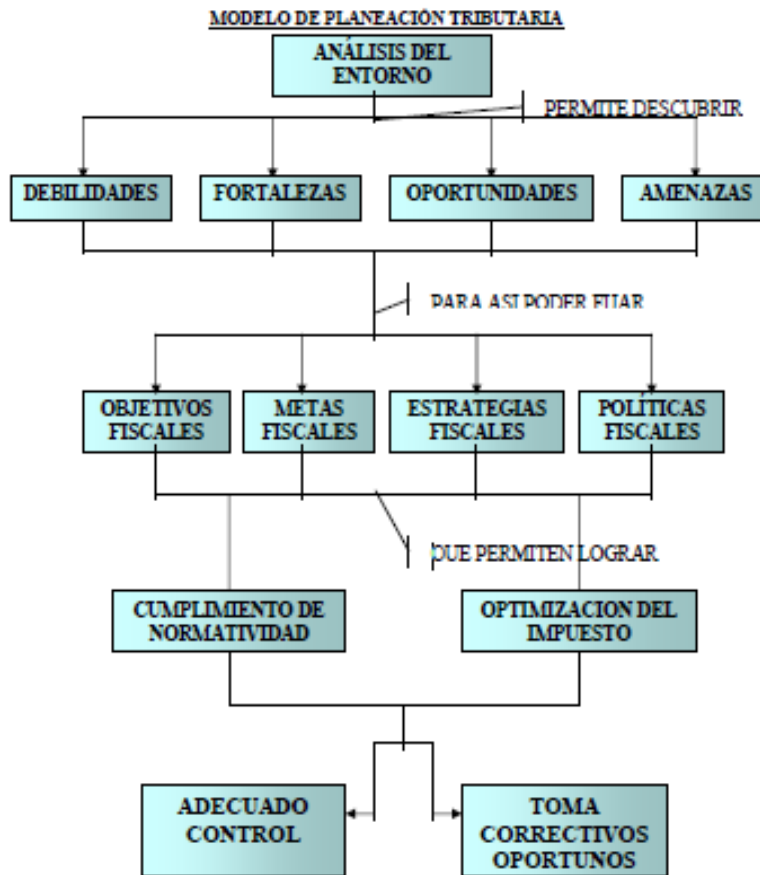 MODELO DE PLANEACIÓN TRIBUTARIA
ANÁLISIS DEL
ENTORNO
PERMITE DESCUBRIR
DEBILIDADES
FORTALEZAS
OPORTUNIDADES
AMENAZAS
PARA ASI PODER FIJAR
OBJETIVOS
FISCALES
METAS
FISCALES
ESTRATEGIAS
FISCALES
POLÍTICAS
FISCALES
QUE PERMITEN LOGRAR
CUMPLIMIENTO DE
NORMATIVIDAD
OPTIMIZACION DEL
IMPUESTO
ADECUADO
CONTROL
TOMA
CORRECTIVOS
OPORTUNOS